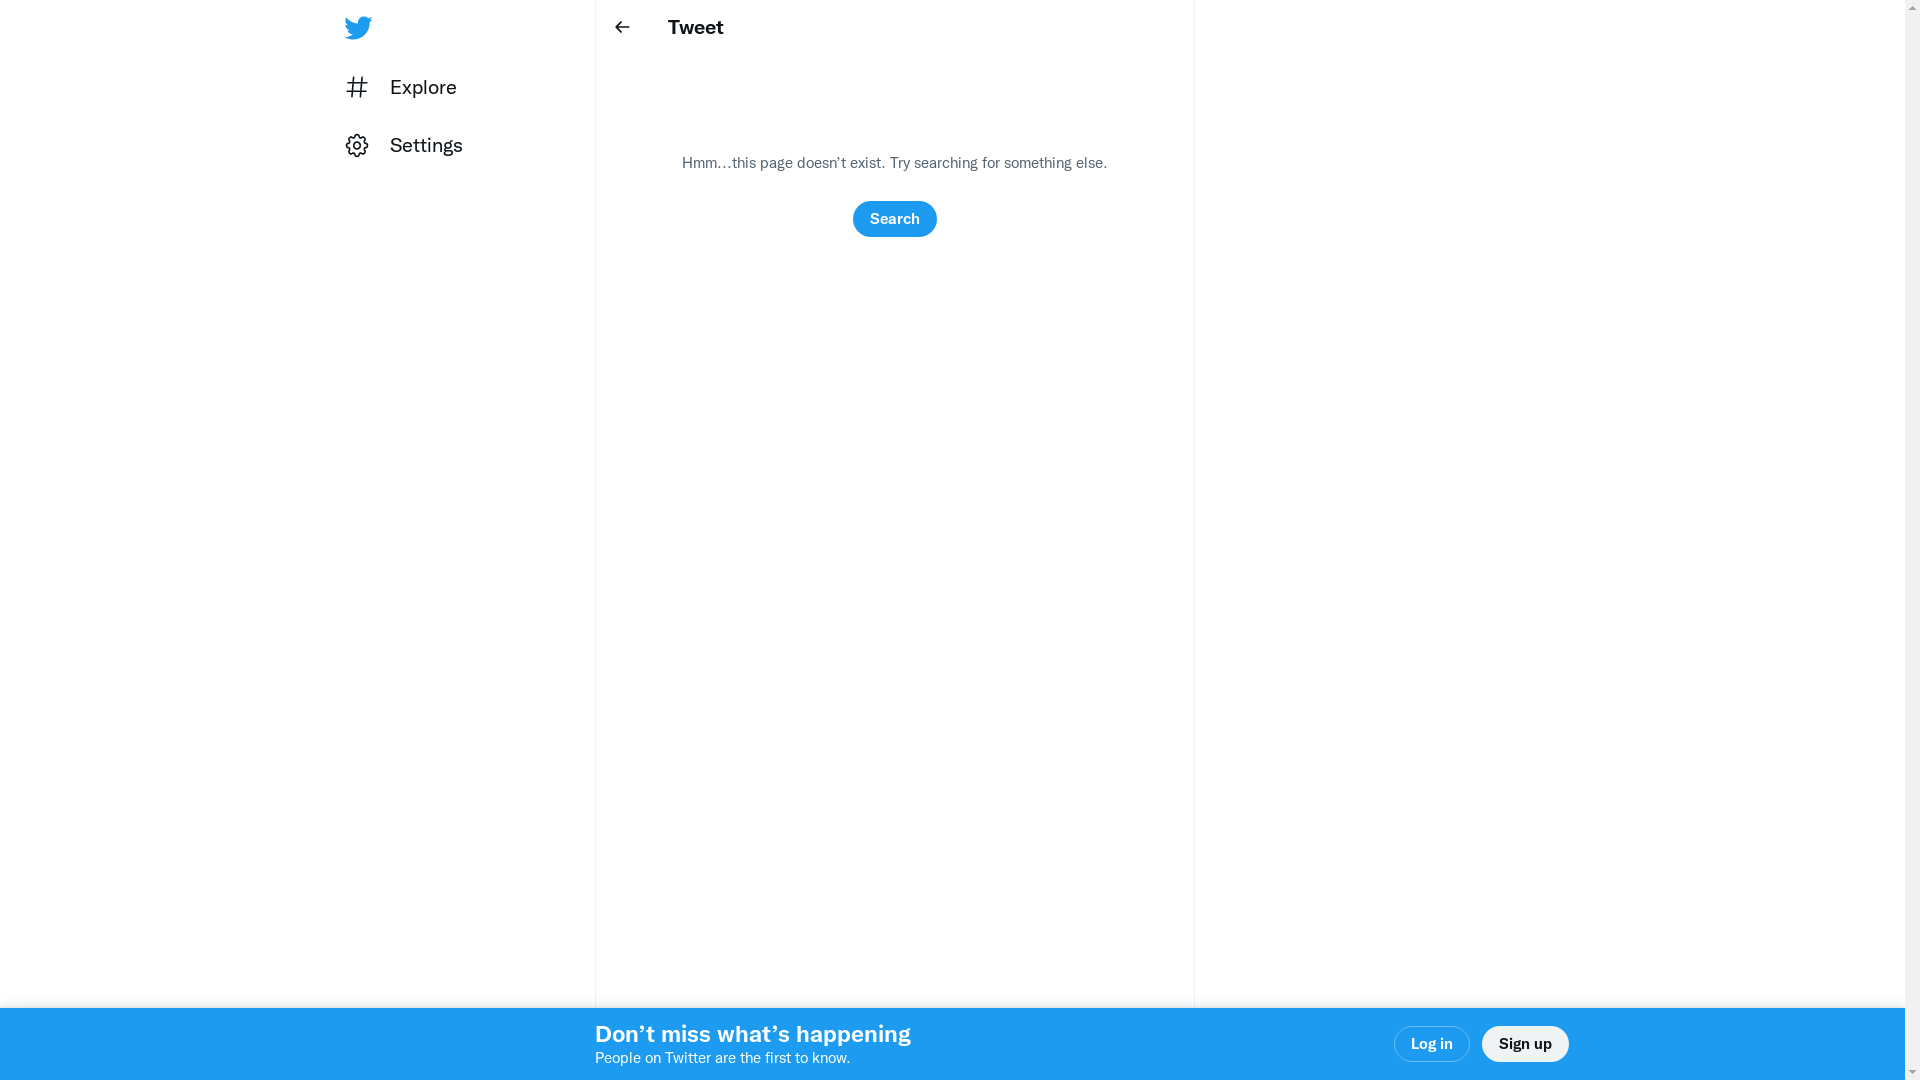 Tweet
Explore
Settings
Hmm...this page doesn’t exist. Try searching for something else.
Search
Don’t miss what’s happening
People on Twitter are the first to know.
Log in
Sign up